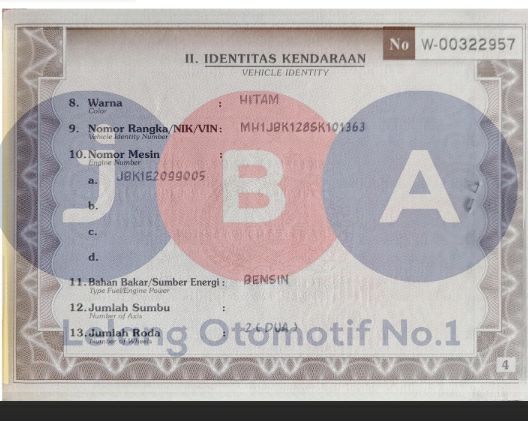 No W-00322957
II. IDENTITAS KENDARAAN
VEHICLE IDENTITY
8. Warna : HITAM
Color
9. Nomor Rangka/NIK/VIN: MH1JBK128SK101363
Vehicle Identity Number
10. Nomor Mesin :
Engine Number
a. JBK1E2099005
b.
c.
d.
11. Bahan Bakar/Sumber Energi : BENSIN
Type Fuel/Engine Power
12. Jumlah Sumbu :
Number of Axis
13. Jumlah Roda : 2 (DUA)
Number of Wheels
JBA
Lelang Otomotif No.1
4